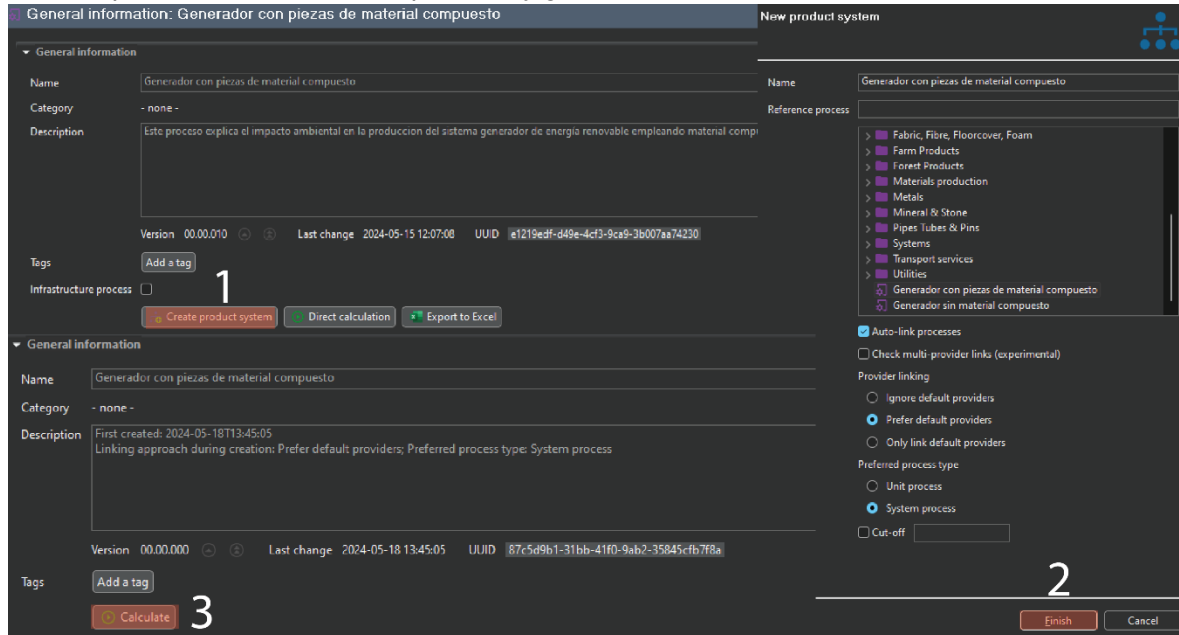 General information: Generador con piezas de material compuesto
General information
Name
Generador con piezas de material compuesto
Category
- none -
Description
Este proceso explica el impacto ambiental en la produccion del sistema generador de energía renovable empleando material comp
Version 00.00.010 Last change 2024-05-15 12:07:08 UUID e1219edf-d49e-4cf3-9ca9-3b007aa74230
Tags
Add a tag
Infrastructure process
1
Create product system
Direct calculation
Export to Excel
General information
Name
Generador con piezas de material compuesto
Category
- none -
Description
First created: 2024-05-18T13:45:05
Linking approach during creation: Prefer default providers; Preferred process type: System process
Version 00.00.000 Last change 2024-05-18 13:45:05 UUID 87c5d9b1-31bb-41f0-9ab2-35845cfb7f8a
Tags
Add a tag
Calculate
3
New product system
Name
Generador con piezas de material compuesto
Reference process
Fabric, Fibre, Floorcover, Foam
Farm Products
Forest Products
Materials production
Metals
Mineral & Stone
Pipes Tubes & Pins
Systems
Transport services
Utilities
Generador con piezas de material compuesto
Generador sin material compuesto
Auto-link processes
Check multi-provider links (experimental)
Provider linking
Ignore default providers
Prefer default providers
Only link default providers
Preferred process type
Unit process
System process
Cut-off
2
Finish
Cancel